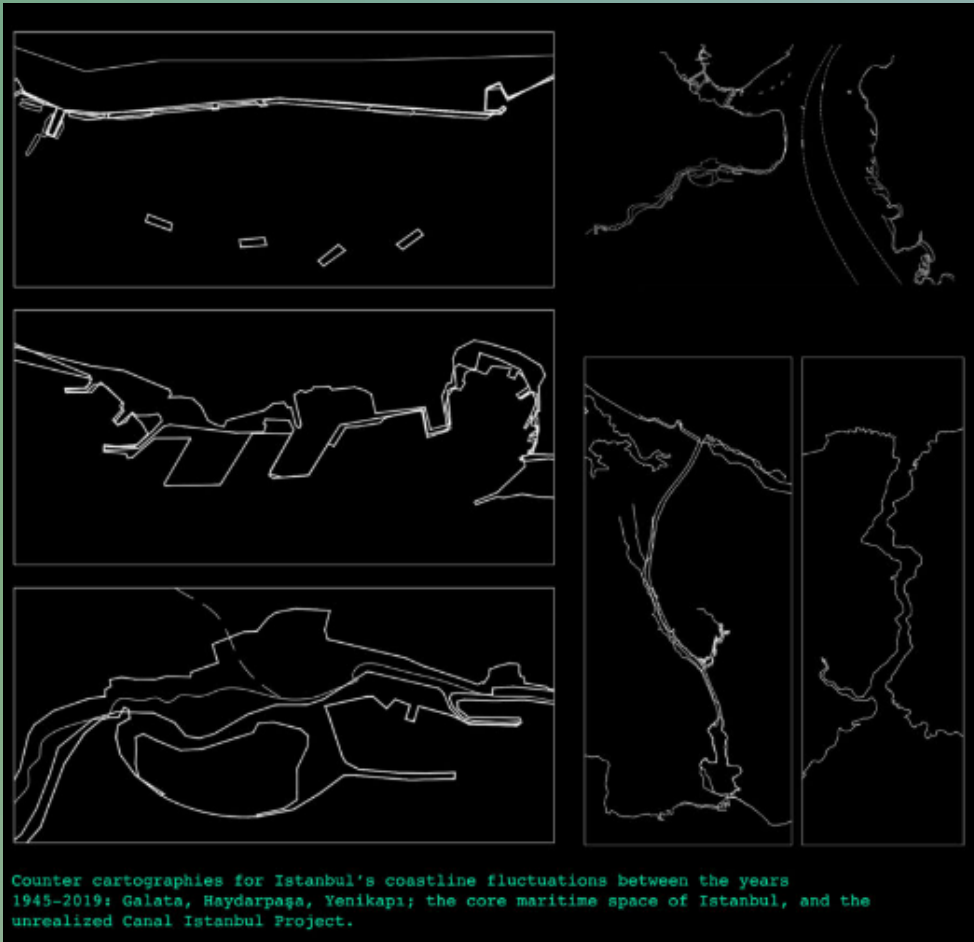 Counter cartographies for Istanbul's coastline fluctuations between the years
1945-2019: Galata, Haydarpaşa, Yenikapı; the core maritime space of Istanbul, and the
unrealized Canal Istanbul Project.